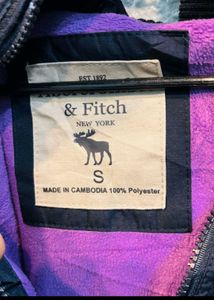 EST 1892
& Fitch
NEW YORK
S
MADE IN CAMBODIA 100% Polyester